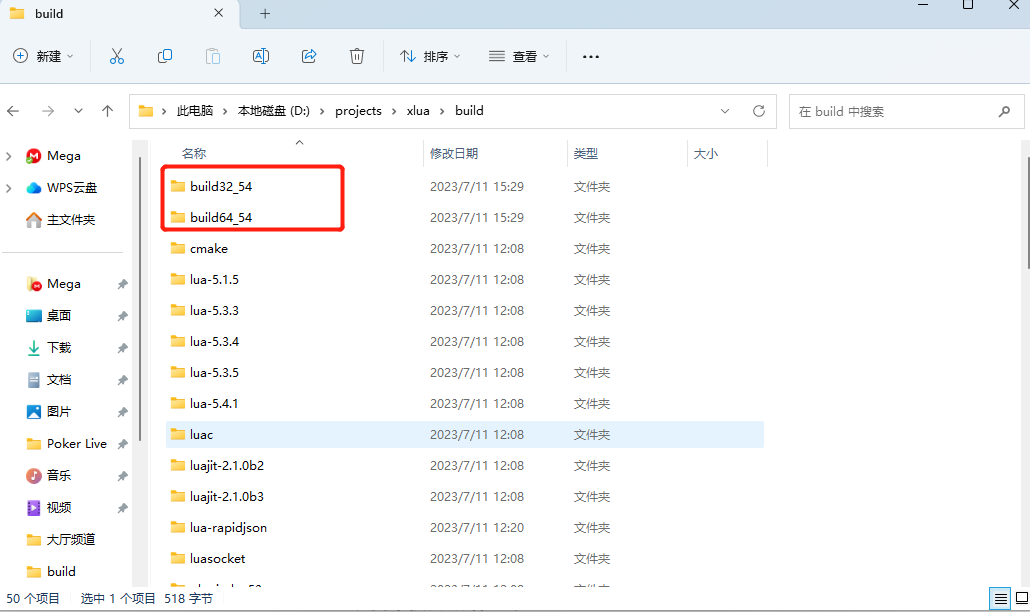 build
新建
排序
查看
此电脑 > 本地磁盘 (D:) > projects > xlua > build
在 build 中搜索
Mega
WPS云盘
主文件夹
Mega
桌面
下载
文档
图片
Poker Live
音乐
视频
大厅频道
build
名称 修改日期 类型 大小
build32_54 2023/7/11 15:29 文件夹
build64_54 2023/7/11 15:29 文件夹
cmake 2023/7/11 12:08 文件夹
lua-5.1.5 2023/7/11 12:08 文件夹
lua-5.3.3 2023/7/11 12:08 文件夹
lua-5.3.4 2023/7/11 12:08 文件夹
lua-5.3.5 2023/7/11 12:08 文件夹
lua-5.4.1 2023/7/11 12:08 文件夹
luac 2023/7/11 12:08 文件夹
luajit-2.1.0b2 2023/7/11 12:08 文件夹
luajit-2.1.0b3 2023/7/11 12:08 文件夹
lua-rapidjson 2023/7/11 12:20 文件夹
luasocket 2023/7/11 12:08 文件夹
50 个项目 选中 1 个项目 518 字节